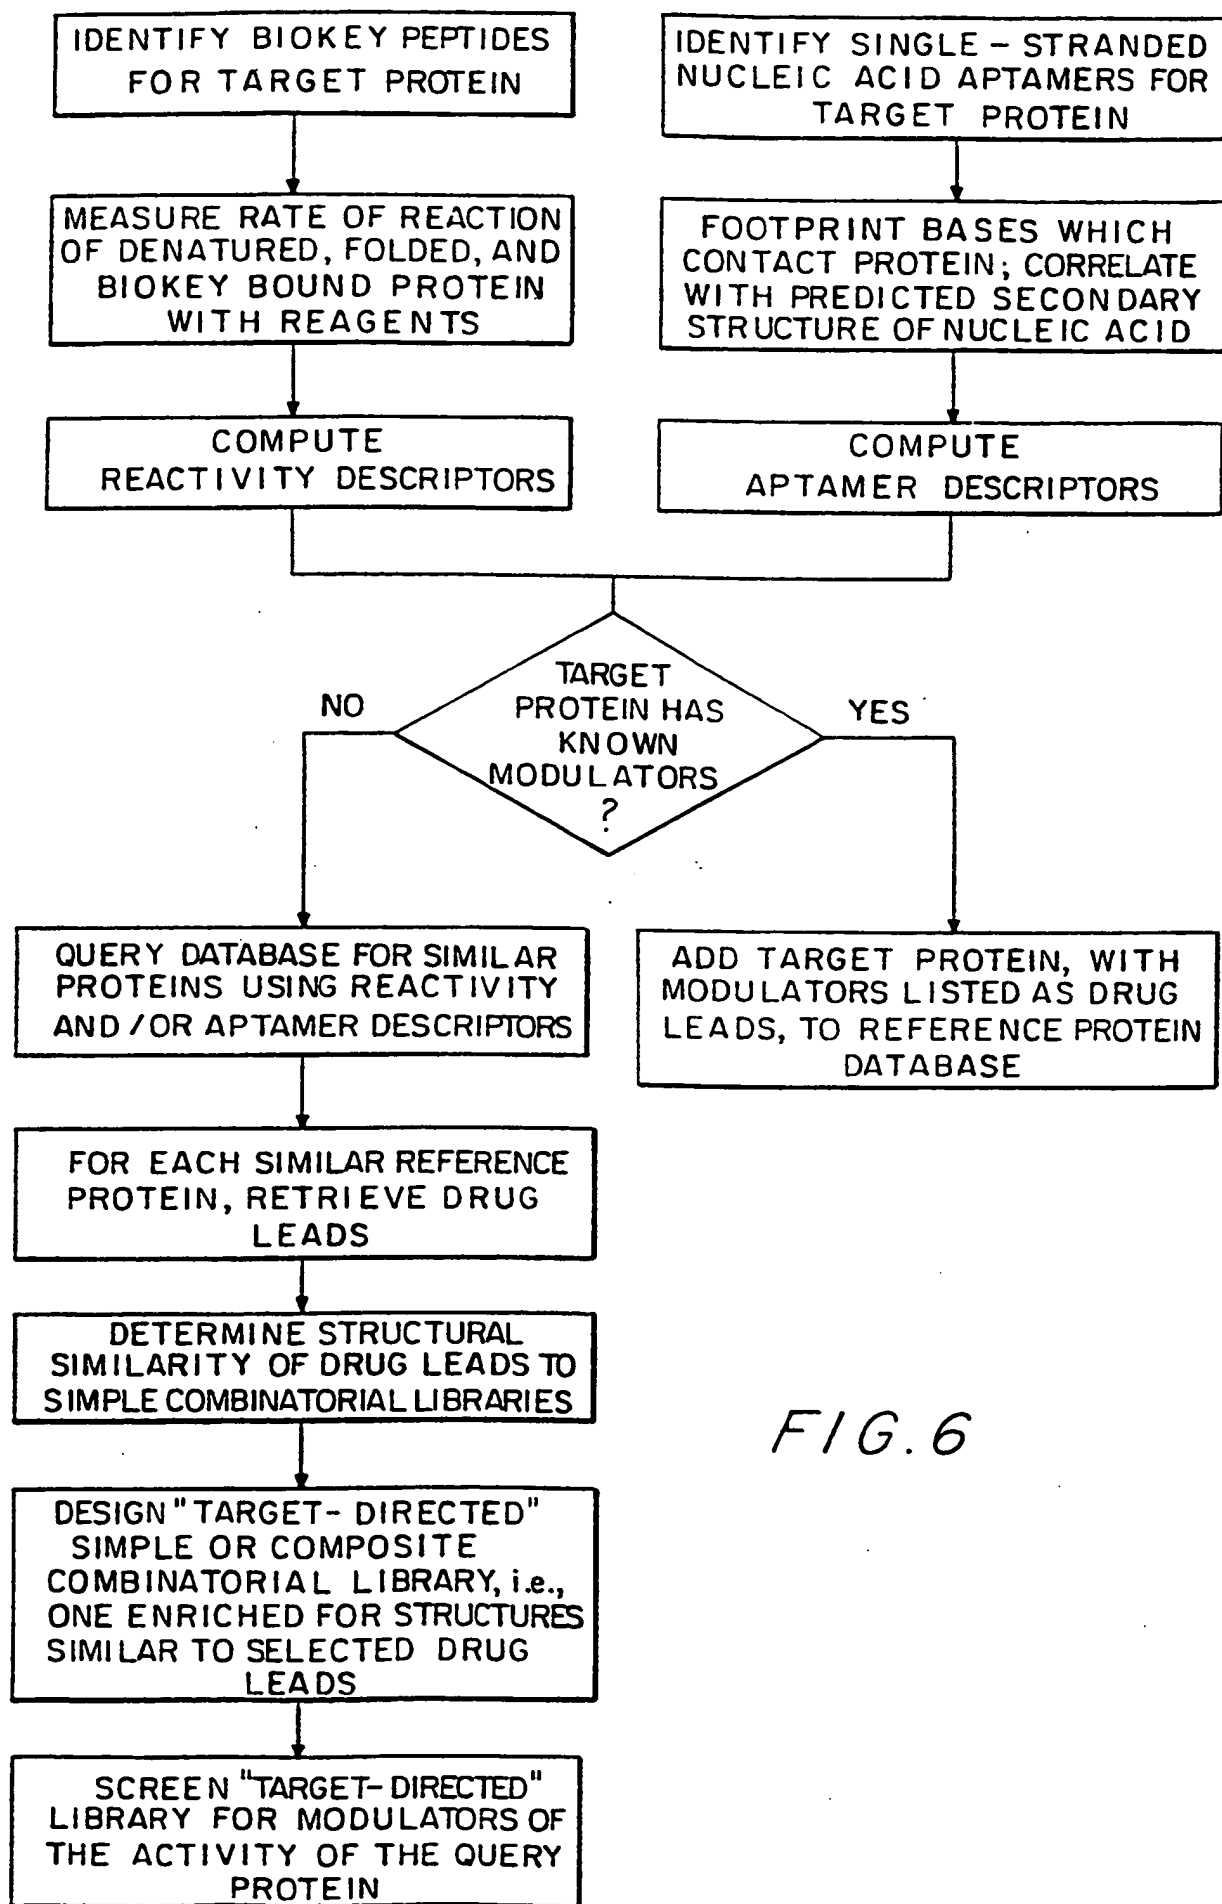 IDENTIFY BIOKEY PEPTIDES
FOR TARGET PROTEIN
IDENTIFY SINGLE - STRANDED
NUCLEIC ACID APTAMERS FOR
TARGET PROTEIN
MEASURE RATE OF REACTION
OF DENATURED, FOLDED, AND
BIOKEY BOUND PROTEIN
WITH REAGENTS
FOOTPRINT BASES WHICH
CONTACT PROTEIN; CORRELATE
WITH PREDICTED SECONDARY
STRUCTURE OF NUCLEIC ACID
COMPUTE
REACTIVITY DESCRIPTORS
COMPUTE
APTAMER DESCRIPTORS
TARGET
PROTEIN HAS
KNOWN
MODULATORS
?
NO
YES
QUERY DATABASE FOR SIMILAR
PROTEINS USING REACTIVITY
AND/OR APTAMER DESCRIPTORS
ADD TARGET PROTEIN, WITH
MODULATORS LISTED AS DRUG
LEADS, TO REFERENCE PROTEIN
DATABASE
FOR EACH SIMILAR REFERENCE
PROTEIN, RETRIEVE DRUG
LEADS
DETERMINE STRUCTURAL
SIMILARITY OF DRUG LEADS TO
SIMPLE COMBINATORIAL LIBRARIES
DESIGN "TARGET- DIRECTED"
SIMPLE OR COMPOSITE
COMBINATORIAL LIBRARY, i.e.,
ONE ENRICHED FOR STRUCTURES
SIMILAR TO SELECTED DRUG
LEADS
SCREEN "TARGET- DIRECTED"
LIBRARY FOR MODULATORS OF
THE ACTIVITY OF THE QUERY
PROTEIN
FIG. 6